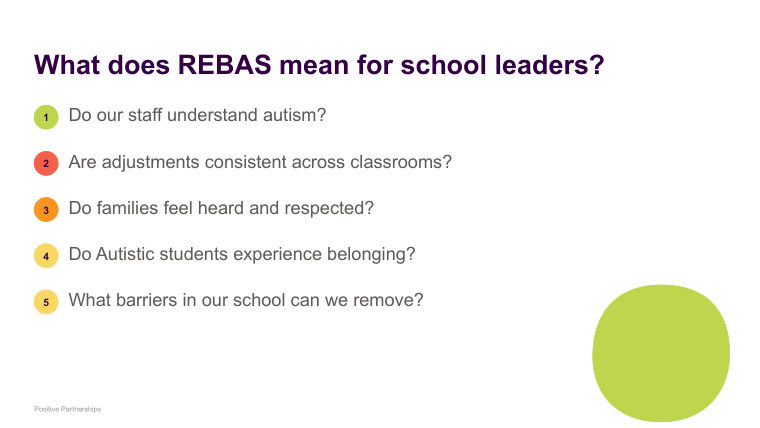 What does REBAS mean for school leaders?
1 Do our staff understand autism?
2 Are adjustments consistent across classrooms?
3 Do families feel heard and respected?
4 Do Autistic students experience belonging?
5 What barriers in our school can we remove?
Positive Partnerships